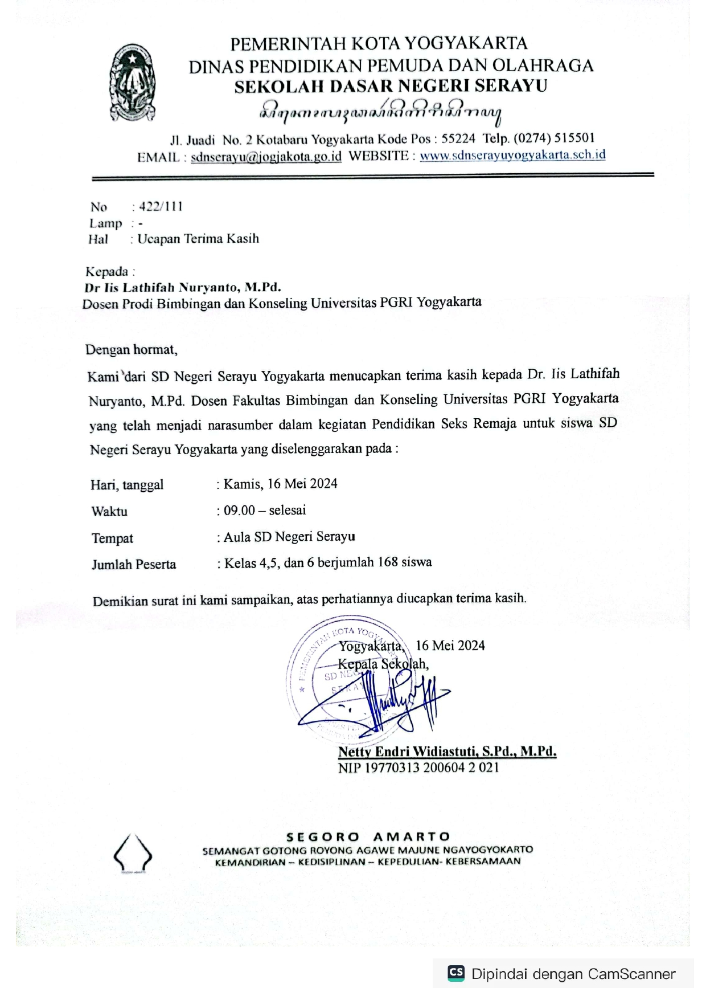 PEMERINTAH KOTA YOGYAKARTA
DINAS PENDIDIKAN PEMUDA DAN OLAHRAGA
SEKOLAH DASAR NEGERI SERAYU
Jl. Juadi No. 2 Kotabaru Yogyakarta Kode Pos : 55224 Telp. (0274) 515501
EMAIL : sdnserayu@jogjakota.go.id WEBSITE : www.sdnserayuyogyakarta.sch.id
No : 422/111
Lamp : -
Hal : Ucapan Terima Kasih
Kepada :
Dr Iis Lathifah Nuryanto, M.Pd.
Dosen Prodi Bimbingan dan Konseling Universitas PGRI Yogyakarta
Dengan hormat,
Kami dari SD Negeri Serayu Yogyakarta menucapkan terima kasih kepada Dr. Iis Lathifah
Nuryanto, M.Pd. Dosen Fakultas Bimbingan dan Konseling Universitas PGRI Yogyakarta
yang telah menjadi narasumber dalam kegiatan Pendidikan Seks Remaja untuk siswa SD
Negeri Serayu Yogyakarta yang diselenggarakan pada :
Hari, tanggal : Kamis, 16 Mei 2024
Waktu : 09.00 – selesai
Tempat : Aula SD Negeri Serayu
Jumlah Peserta : Kelas 4,5, dan 6 berjumlah 168 siswa
Demikian surat ini kami sampaikan, atas perhatiannya diucapkan terima kasih.
PEMERINTAH KOTA YOGYAKARTA
SD NEGERI
SERAYU
Yogyakarta, 16 Mei 2024
Kepala Sekolah,
Netty Endri Widiastuti, S.Pd., M.Pd.
NIP 19770313 200604 2 021
SEGORO AMARTO
SEMANGAT GOTONG ROYONG AGAWE MAJUNE NGAYOGYOKARTO
KEMANDIRIAN – KEDISIPLINAN – KEPEDULIAN- KEBERSAMAAN
CS Dipindai dengan CamScanner